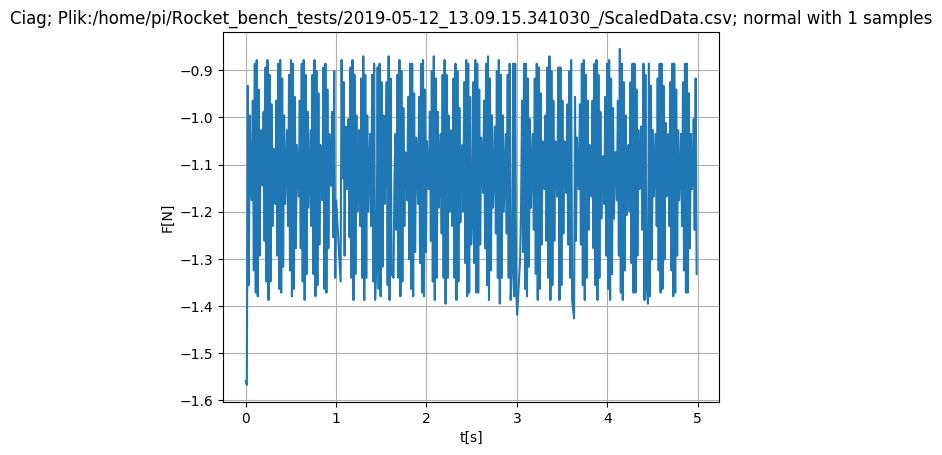 Ciag; Plik:/home/pi/Rocket_bench_tests/2019-05-12_13.09.15.341030_/ScaledData.csv; normal with 1 samples
F[N]
−0.9
−1.0
−1.1
−1.2
−1.3
−1.4
−1.5
−1.6
0 1 2 3 4 5
t[s]